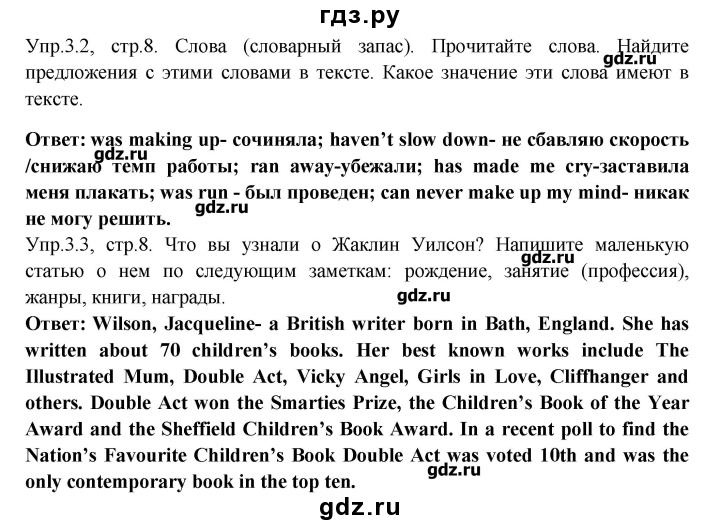 гдз.ру
Упр.3.2, стр.8. Слова (словарный запас). Прочитайте слова. Найдите
gdz.ru
предложения с этими словами в тексте. Какое значение эти слова имеют в
тексте.
Ответ: was making up- сочиняла; haven’t slow down- не сбавляю скорость
gdz.ru
/снижаю темп работы; ran away-убежали; has made me cry-заставила
меня плакать; was run - был проведен; can never make up my mind- никак
gdz.ru
не могу решить.
Упр.3.3, стр.8. Что вы узнали о Жаклин Уилсон? Напишите маленькую
gdz.ru
статью о нем по следующим заметкам: рождение, занятие (профессия),
жанры, книги, награды.
gdz.ru
Ответ: Wilson, Jacqueline- a British writer born in Bath, England. She has
written about 70 children’s books. Her best known works include The
Illustrated Mum, Double Act, Vicky Angel, Girls in Love, Cliffhanger and
others. Double Act won the Smarties Prize, the Children’s Book of the Year
Award and the Sheffield Children’s Book Award. In a recent poll to find the
Nation’s Favourite Children’s Book Double Act was voted 10th and was the
gdz.ru
only contemporary book in the top ten.
gdz.ru